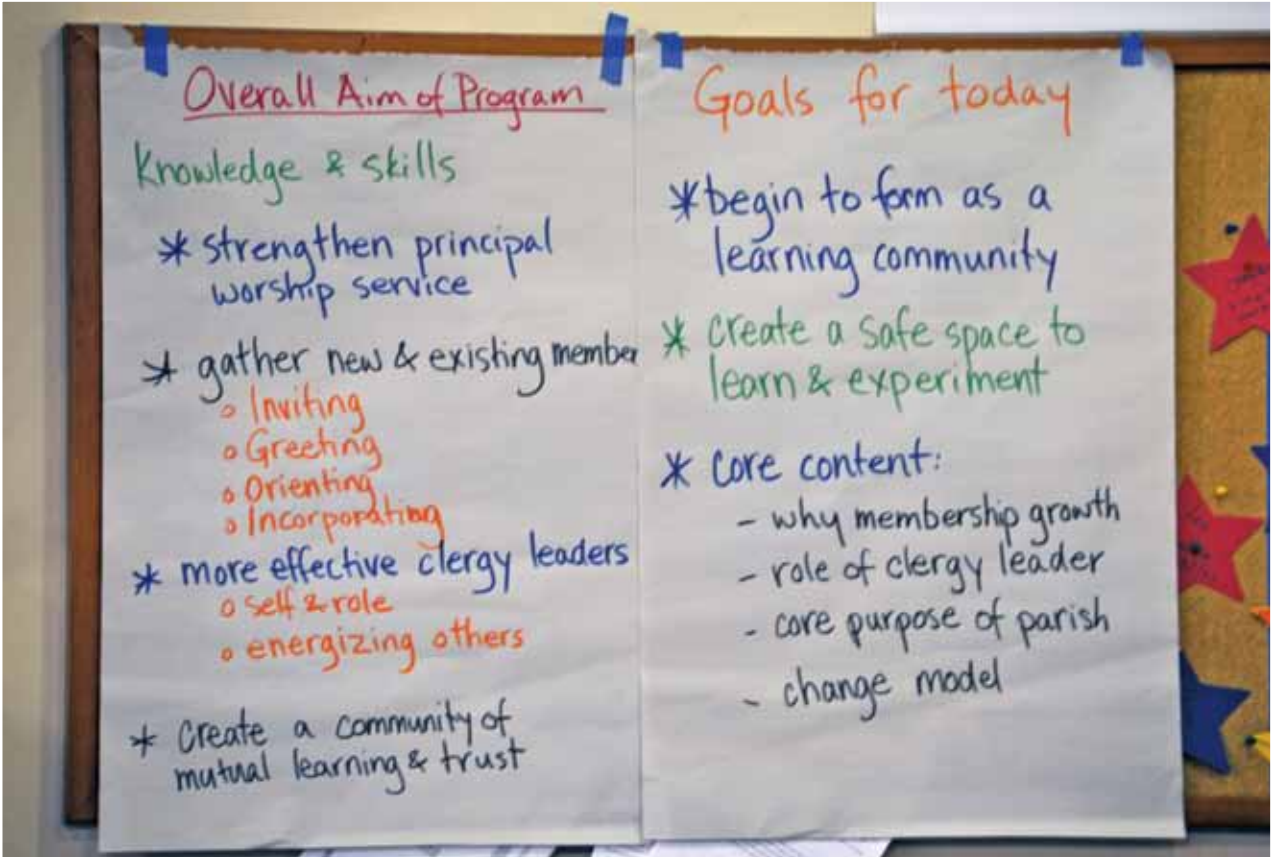 Overall Aim of Program
Knowledge & skills
* strengthen principal
worship service
* gather new & existing member
o Inviting
o Greeting
o Orienting
o Incorporating
* more effective clergy leaders
o self & role
o energizing others
* create a community of
mutual learning & trust
Goals for today
* begin to form as a
learning community
* create a safe space to
learn & experiment
* core content:
- why membership growth
- role of clergy leader
- core purpose of parish
- change model